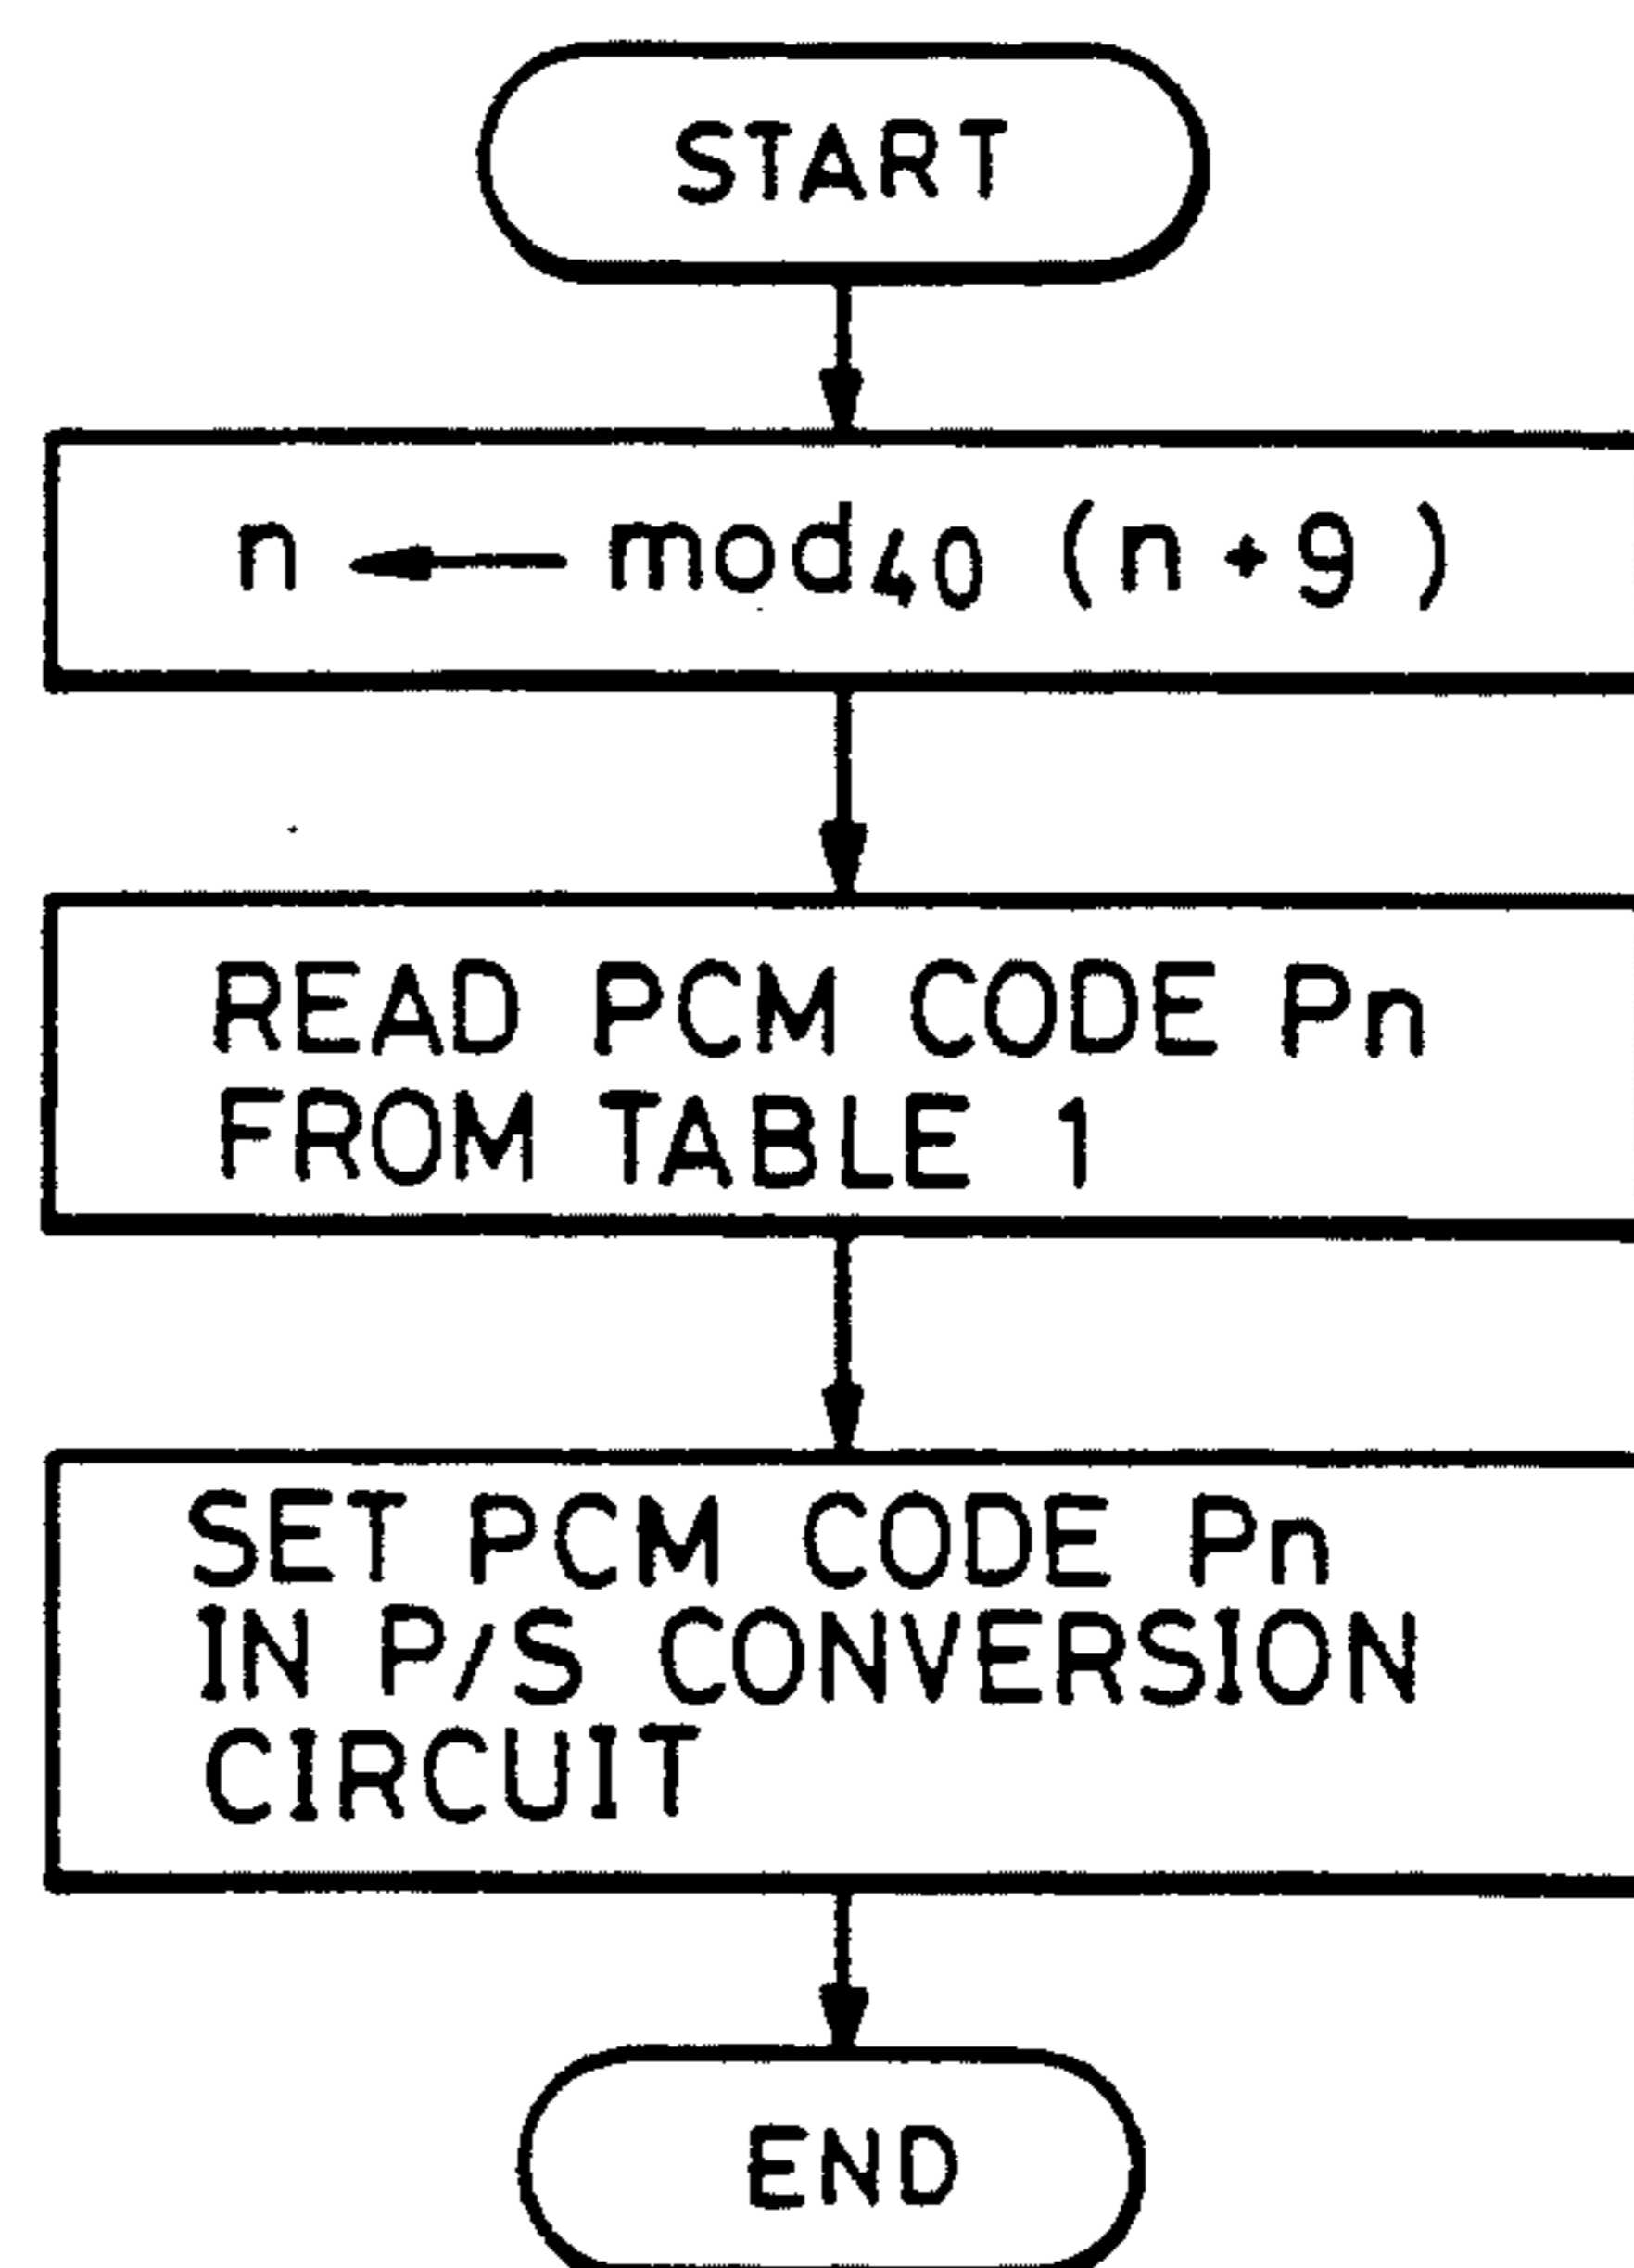 START
n ← mod₄₀ (n+9)
READ PCM CODE Pn
FROM TABLE 1
SET PCM CODE Pn
IN P/S CONVERSION
CIRCUIT
END